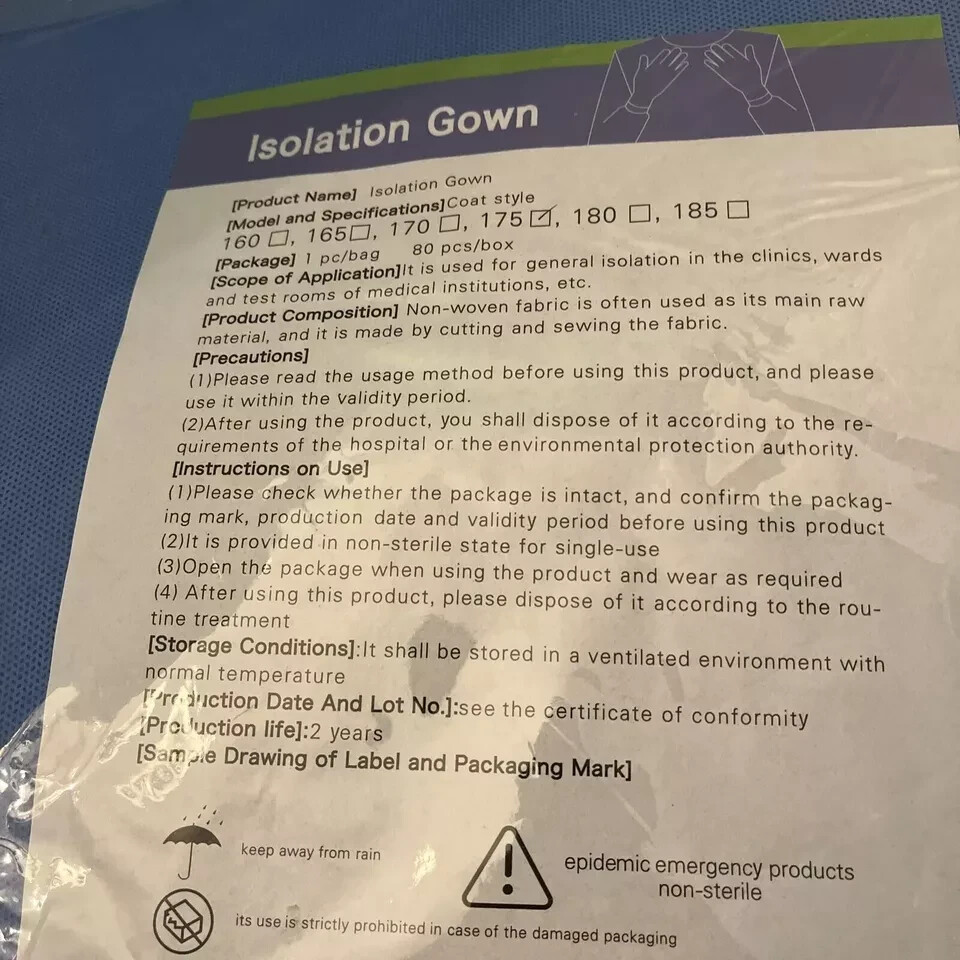 Isolation Gown
[Product Name] Isolation Gown
[Model and Specifications]Coat style
160 □, 165□, 170 □, 175 ☑, 180 □, 185 □
[Package] 1 pc/bag 80 pcs/box
[Scope of Application]It is used for general isolation in the clinics, wards
and test rooms of medical institutions, etc.
[Product Composition] Non-woven fabric is often used as its main raw
material, and it is made by cutting and sewing the fabric.
[Precautions]
(1)Please read the usage method before using this product, and please
use it within the validity period.
(2)After using the product, you shall dispose of it according to the re-
quirements of the hospital or the environmental protection authority.
[Instructions on Use]
(1)Please check whether the package is intact, and confirm the packag-
ing mark, production date and validity period before using this product
(2)It is provided in non-sterile state for single-use
(3)Open the package when using the product and wear as required
(4) After using this product, please dispose of it according to the rou-
tine treatment
[Storage Conditions]:It shall be stored in a ventilated environment with
normal temperature
[Production Date And Lot No.]:see the certificate of conformity
[Production life]:2 years
[Sample Drawing of Label and Packaging Mark]
keep away from rain
epidemic emergency products
non-sterile
its use is strictly prohibited in case of the damaged packaging